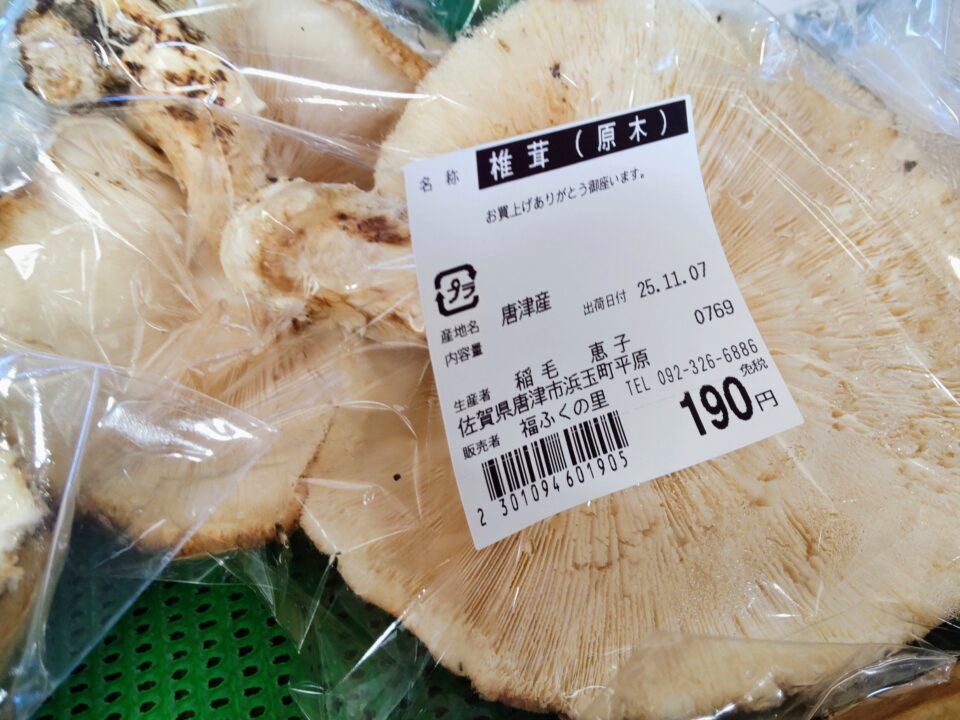 名 称 椎茸（原木）
お買上げありがとう御座います。
プラ
産地名 唐津産 出荷日付 25.11.07
内容量 0769
生産者 稲毛 恵子
佐賀県唐津市浜玉町平原
販売者 福ふくの里 TEL 092-326-6886
190円 税
2 301094 601905